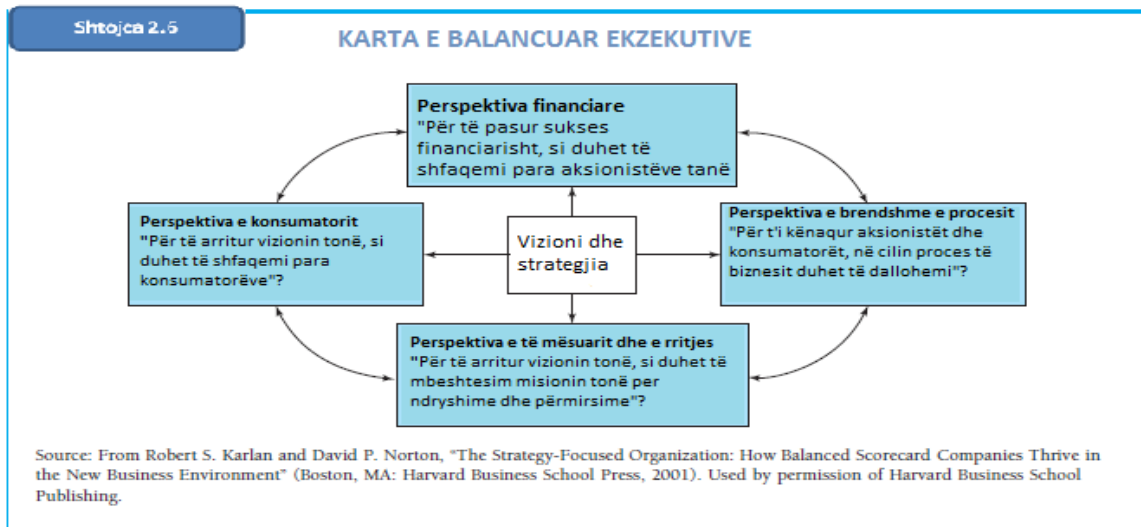 Shtojca 2.5
KARTA E BALANCUAR EKZEKUTIVE
Perspektiva financiare
"Për të pasur sukses
financiarisht, si duhet të
shfaqemi para aksionistëve tanë
Perspektiva e konsumatorit
"Për të arritur vizionin tonë, si
duhet të shfaqemi para
konsumatorëve"?
Vizioni dhe
strategjia
Perspektiva e brendshme e procesit
"Për t'i kënaqur aksionistët dhe
konsumatorët, në cilin proces të
biznesit duhet të dallohemi"?
Perspektiva e të mësuarit dhe e rritjes
"Për të arritur vizionin tonë, si duhet të
mbeshtesim misionin tonë per
ndryshime dhe përmirsime"?
Source: From Robert S. Karlan and David P. Norton, "The Strategy-Focused Organization: How Balanced Scorecard Companies Thrive in
the New Business Environment" (Boston, MA: Harvard Business School Press, 2001). Used by permission of Harvard Business School
Publishing.